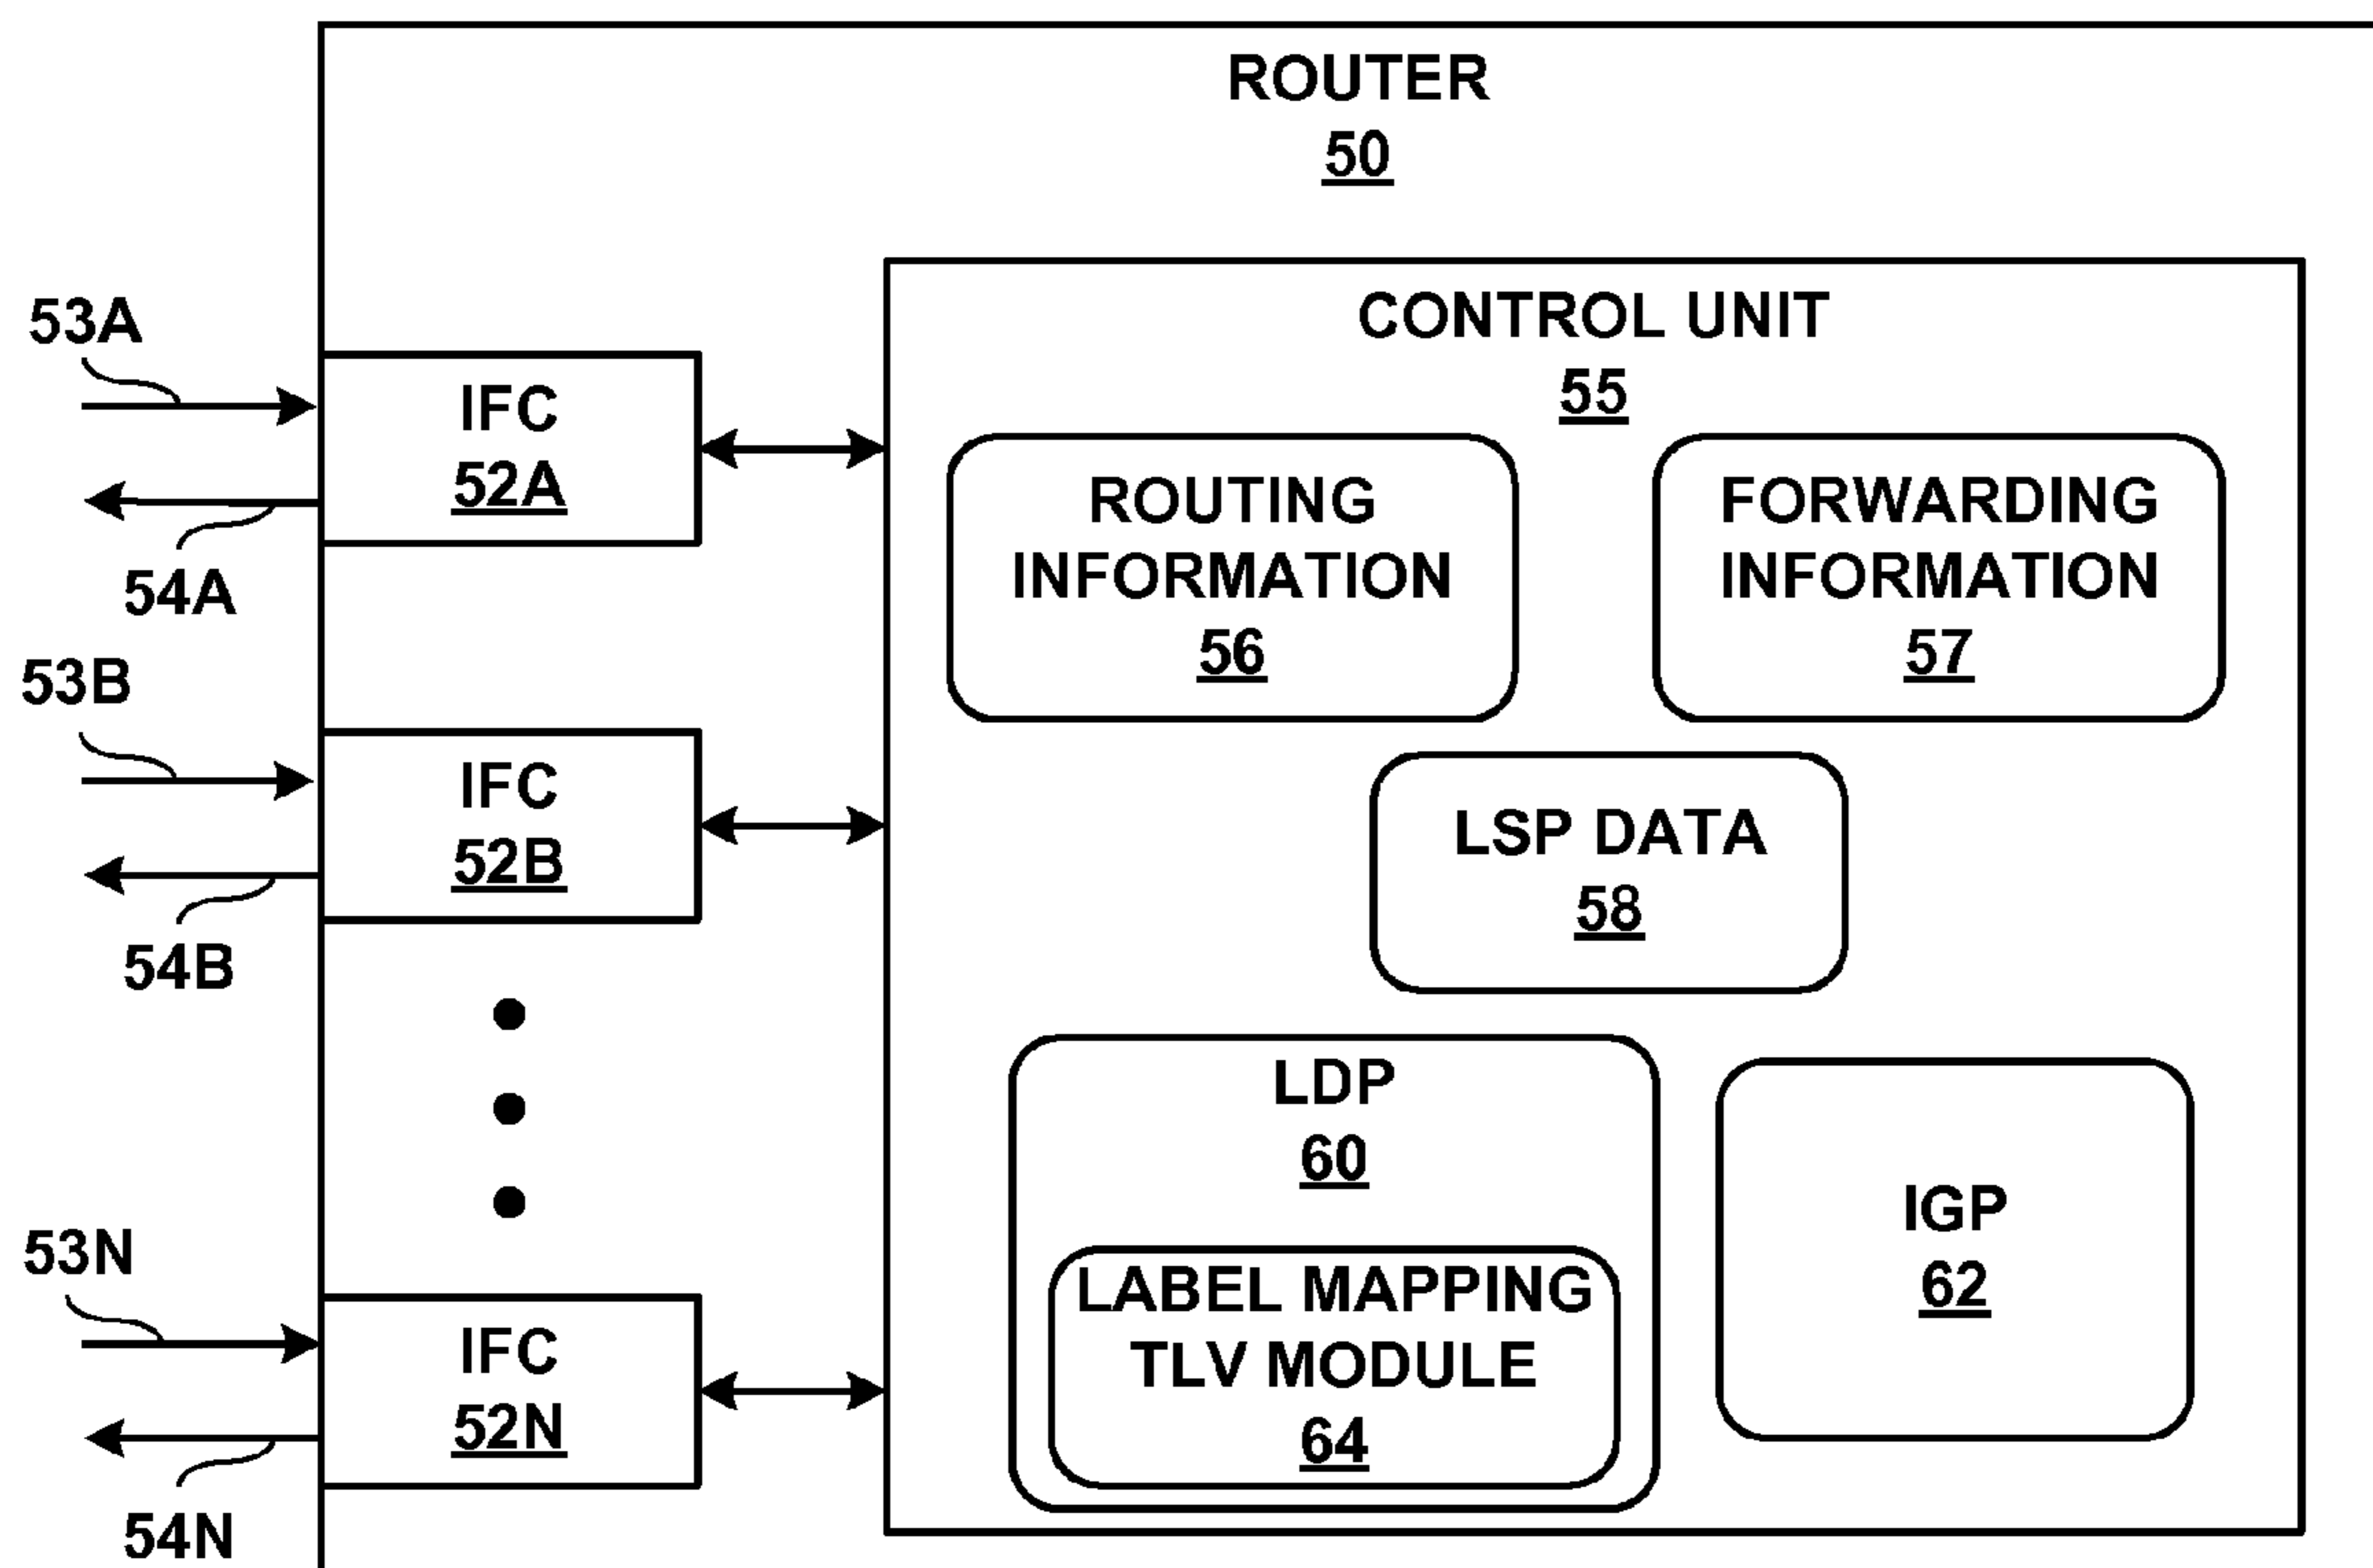 ROUTER
50
CONTROL UNIT
55
53A
IFC
52A
54A
ROUTING
INFORMATION
56
FORWARDING
INFORMATION
57
53B
IFC
52B
54B
LSP DATA
58
LDP
60
LABEL MAPPING
TLV MODULE
64
IGP
62
53N
IFC
52N
54N